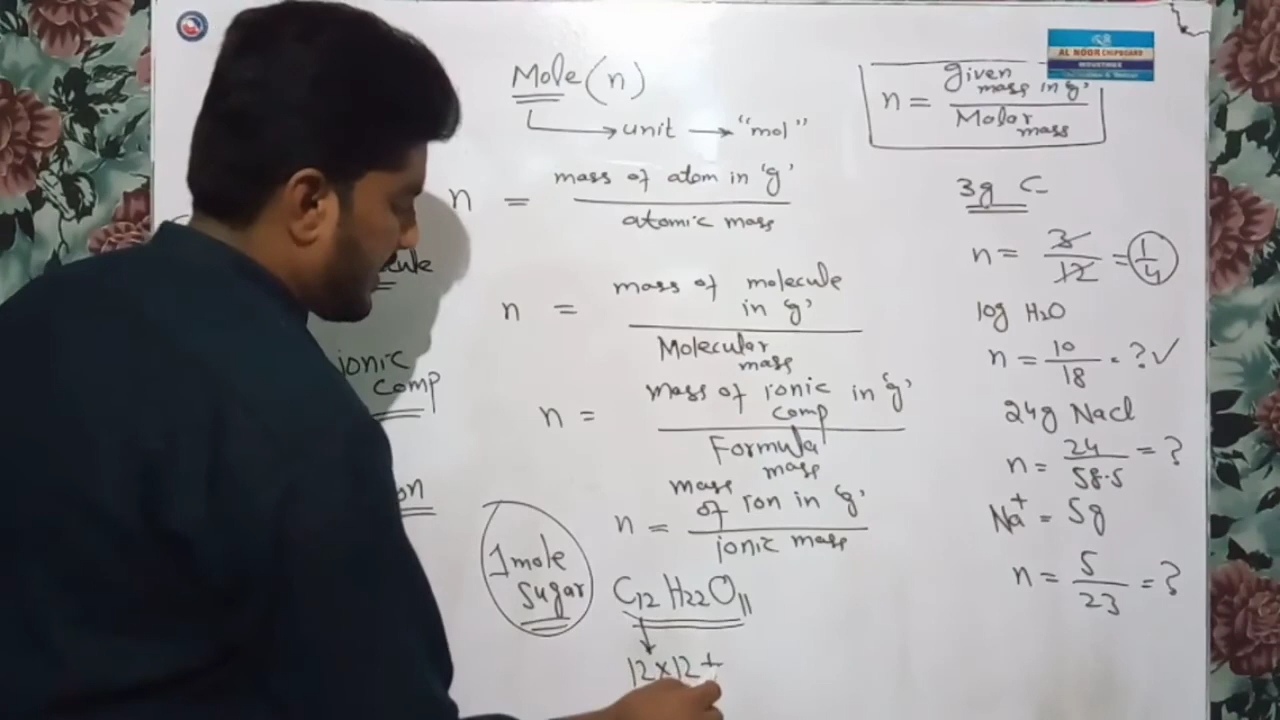 Mole (n)
unit → "mol"
n = mass of atom in 'g' / atomic mass
n = mass of molecule in 'g' / Molecular mass
ionic comp
n = mass of ionic comp in 'g' / Formula mass
n = mass of ion in 'g' / ionic mass
1 mole sugar
C12 H22O11
12×12+
AL NOOR CHIPBOARD
INDUSTRIES
n = given mass in 'g' / Molar mass
3g C
n = 3/12 = 1/4
10g H2O
n = 10/18 = ? ✓
24g Nacl
n = 24/58.5 = ?
Na+ = 5g
n = 5/23 = ?